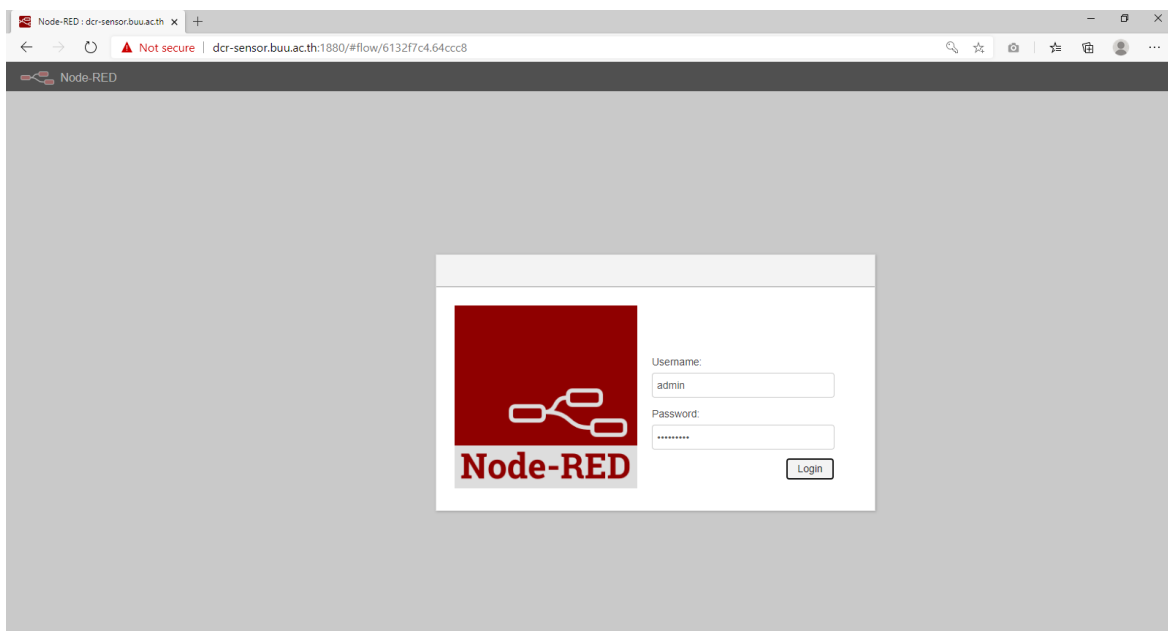 Node-RED : dcr-sensor.buu.ac.th
Not secure | dcr-sensor.buu.ac.th:1880/#flow/6132f7c4.64ccc8
Node-RED
Username:
admin
Password:
•••••••••
Login
Node-RED